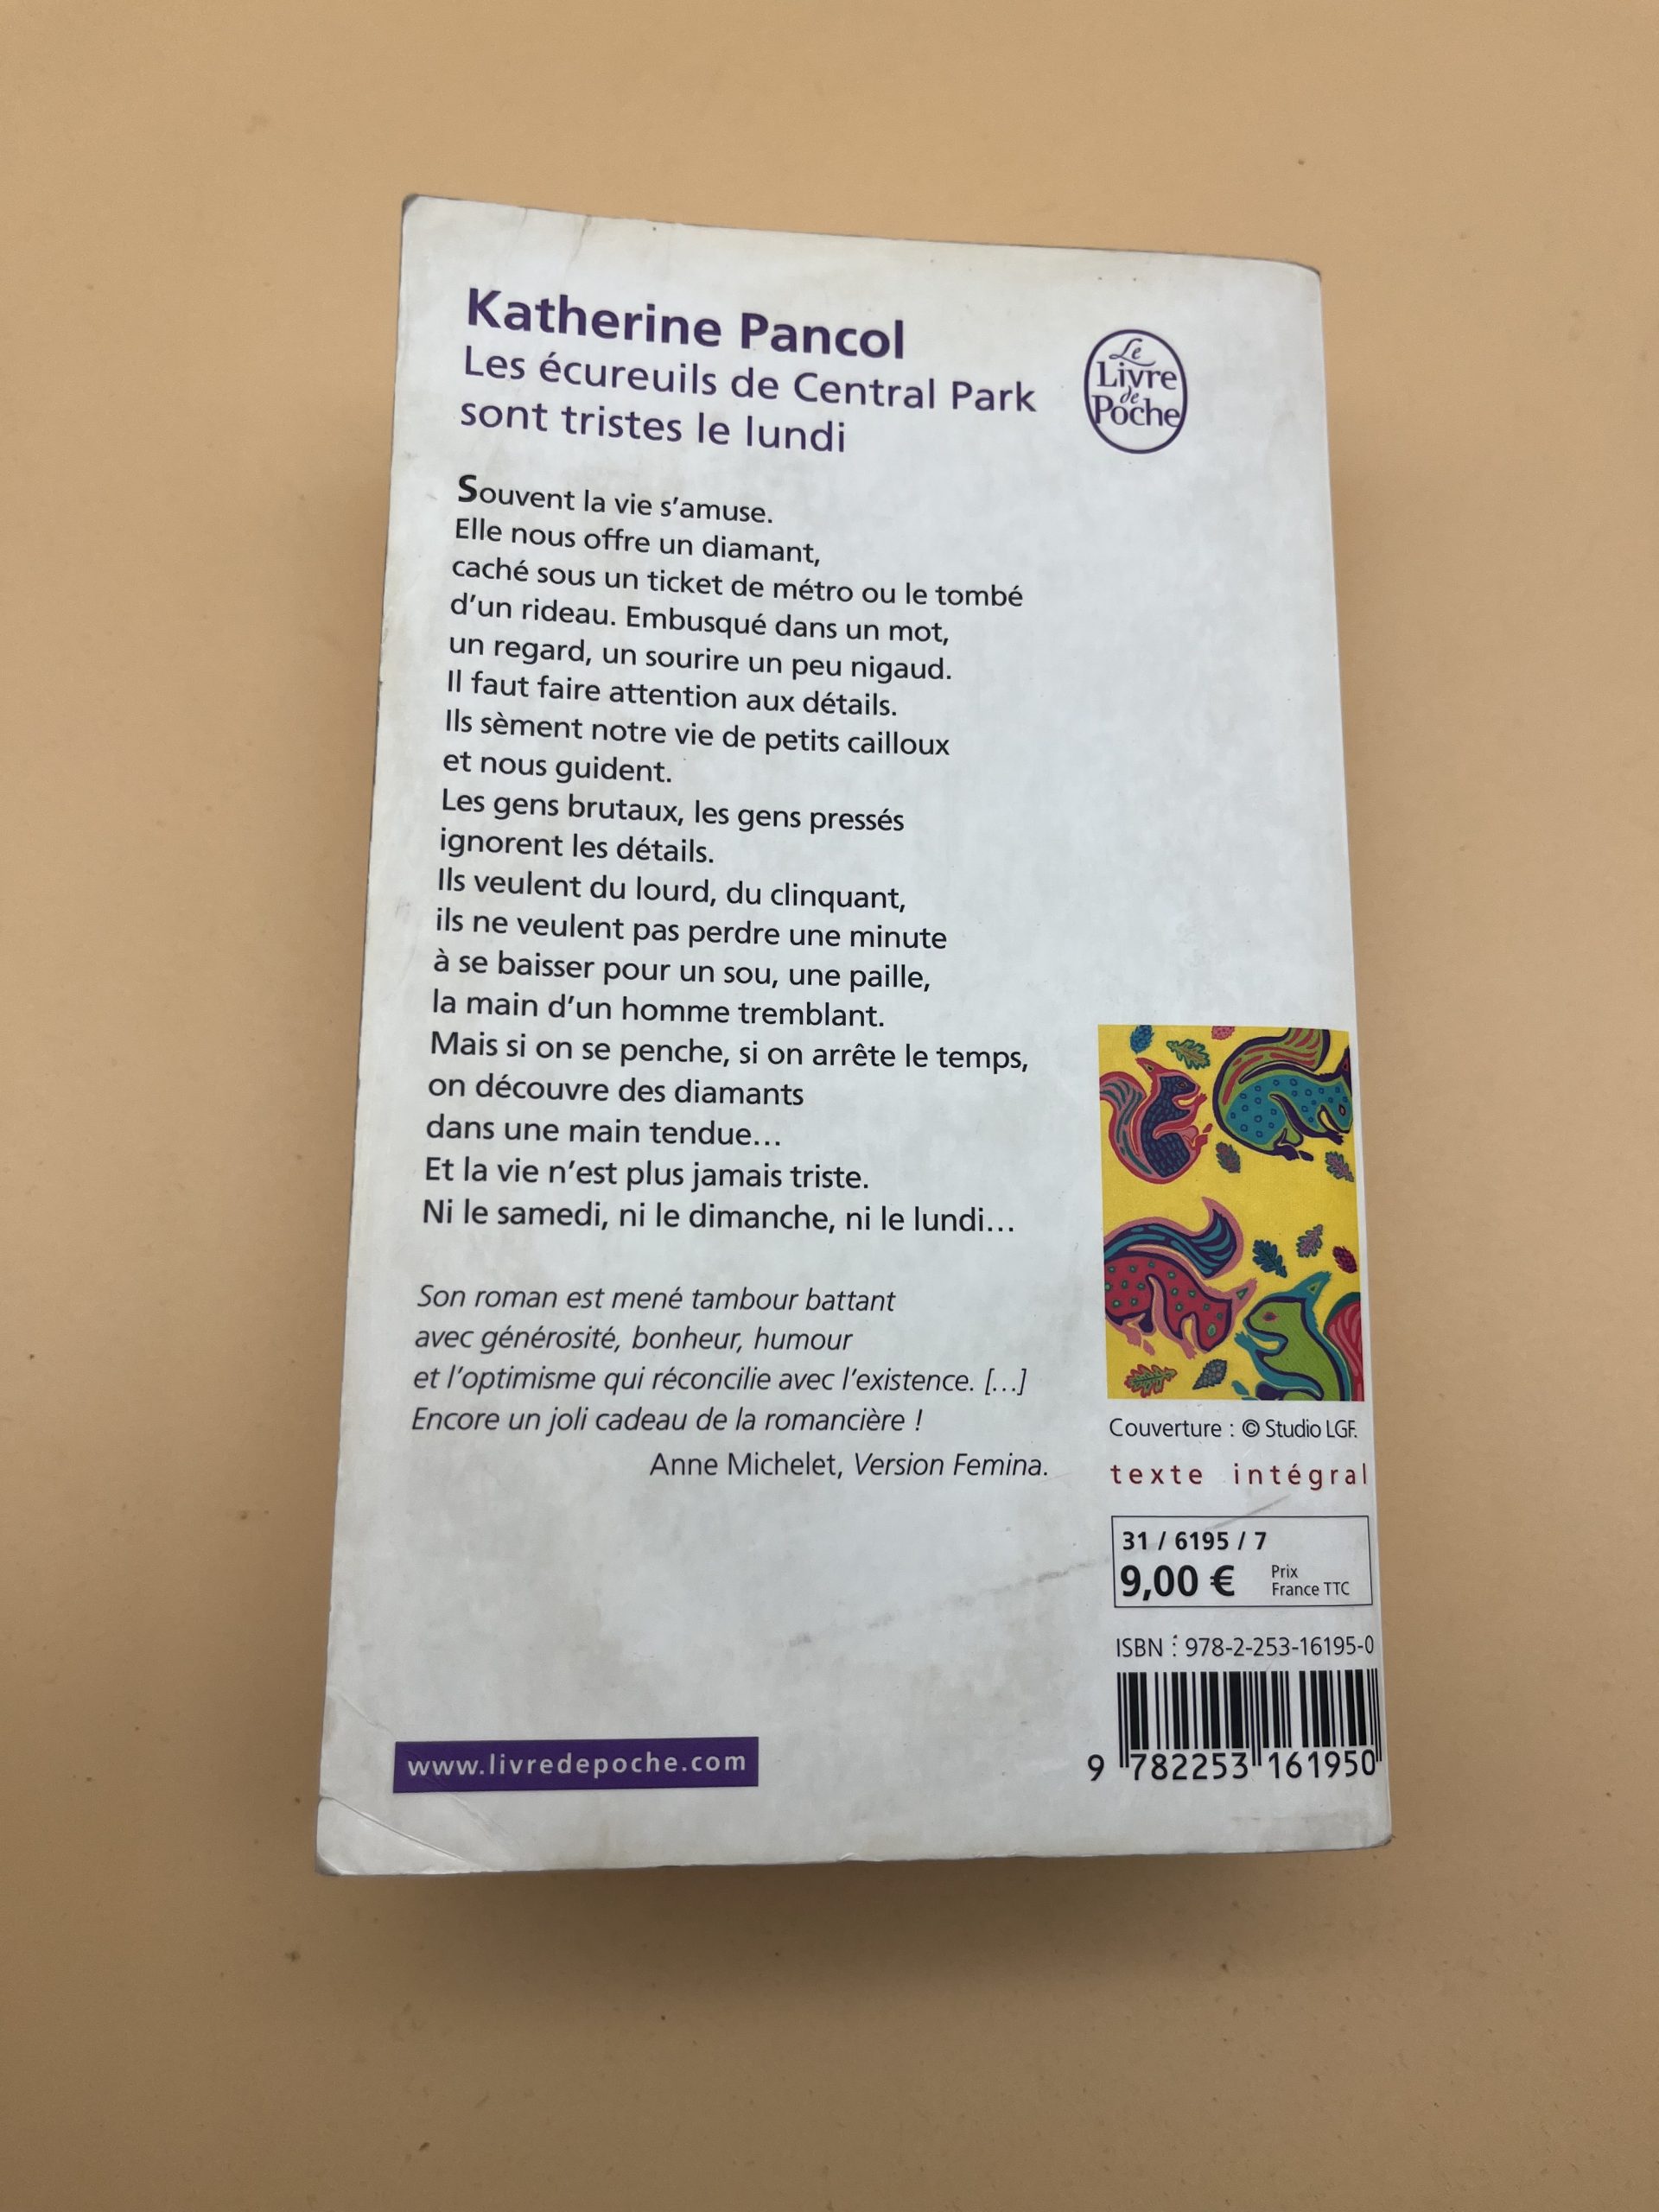 Katherine Pancol
Les écureuils de Central Park
sont tristes le lundi
Le
Livre
de
Poche
Souvent la vie s’amuse.
Elle nous offre un diamant,
caché sous un ticket de métro ou le tombé
d’un rideau. Embusqué dans un mot,
un regard, un sourire un peu nigaud.
Il faut faire attention aux détails.
Ils sèment notre vie de petits cailloux
et nous guident.
Les gens brutaux, les gens pressés
ignorent les détails.
Ils veulent du lourd, du clinquant,
ils ne veulent pas perdre une minute
à se baisser pour un sou, une paille,
la main d’un homme tremblant.
Mais si on se penche, si on arrête le temps,
on découvre des diamants
dans une main tendue…
Et la vie n’est plus jamais triste.
Ni le samedi, ni le dimanche, ni le lundi…
Son roman est mené tambour battant
avec générosité, bonheur, humour
et l’optimisme qui réconcilie avec l’existence. […]
Encore un joli cadeau de la romancière !
Anne Michelet, Version Femina.
Couverture : © Studio LGF.
texte intégral
31 / 6195 / 7
9,00 € Prix
France TTC
ISBN : 978-2-253-16195-0
9 782253 161950
www.livredepoche.com